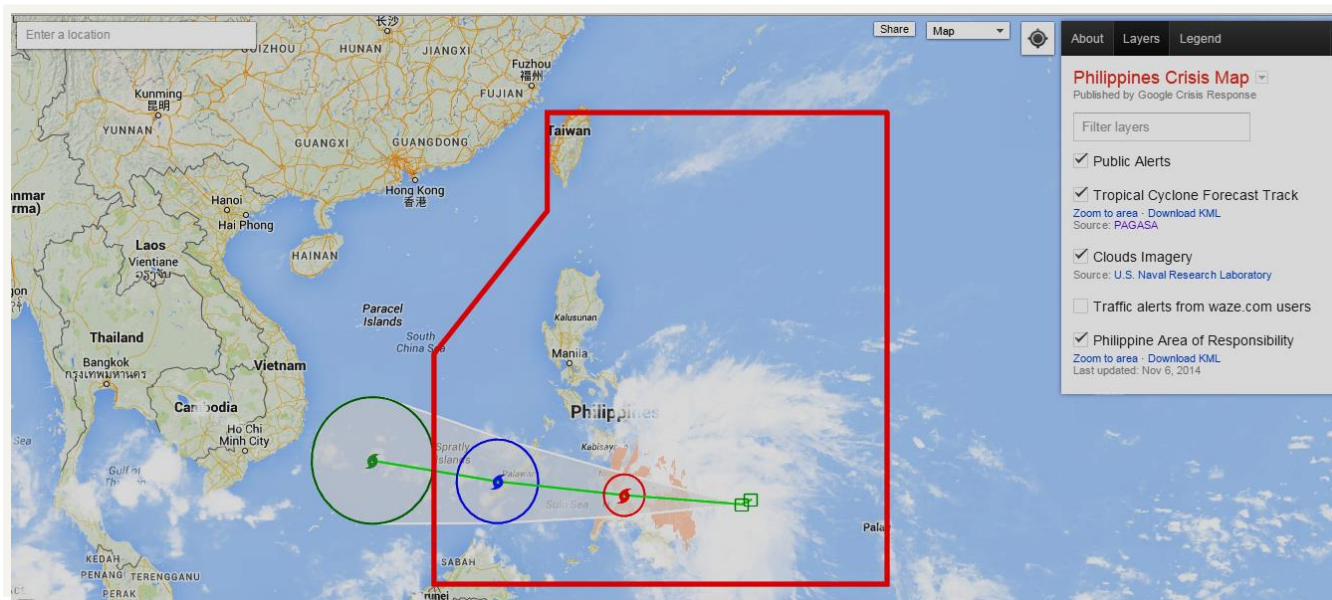 Enter a location
Share
Map
About Layers Legend
Philippines Crisis Map
Published by Google Crisis Response
Filter layers
Public Alerts
Tropical Cyclone Forecast Track
Zoom to area · Download KML
Source: PAGASA
Clouds Imagery
Source: U.S. Naval Research Laboratory
Traffic alerts from waze.com users
Philippine Area of Responsibility
Zoom to area · Download KML
Last updated: Nov 6, 2014
长沙
HUNAN
JIANGXI
Fuzhou
福州
FUJIAN
Kunming
昆明
YUNNAN
GUANGXI
GUANGDONG
Taiwan
Hong Kong
香港
Hanoi
Hai Phong
Laos
Vientiane
HAINAN
Paracel
Islands
South
Thailand
Bangkok
กรุงเทพมหานคร
Vietnam
Cambodia
Ho Chi
Minh City
Kalusunan
Manila
Philippines
Spratly
Islands
Sulu Sea
SABAH
KEDAH
TERENGGANU
PERAK